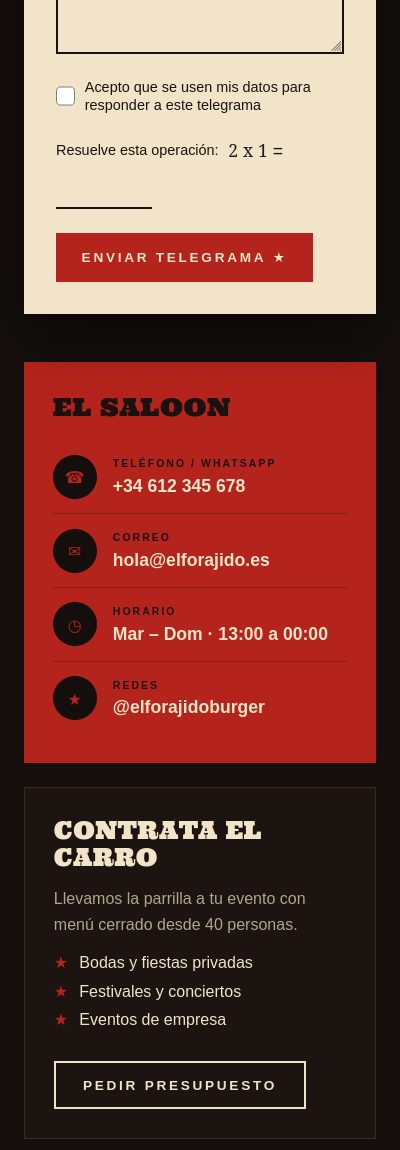 Acepto que se usen mis datos para
responder a este telegrama
Resuelve esta operación: 2 x 1 =
ENVIAR TELEGRAMA ★
EL SALOON
TELÉFONO / WHATSAPP
+34 612 345 678
CORREO
hola@elforajido.es
HORARIO
Mar – Dom · 13:00 a 00:00
REDES
@elforajidoburger
CONTRATA EL
CARRO
Llevamos la parrilla a tu evento con
menú cerrado desde 40 personas.
★ Bodas y fiestas privadas
★ Festivales y conciertos
★ Eventos de empresa
PEDIR PRESUPUESTO